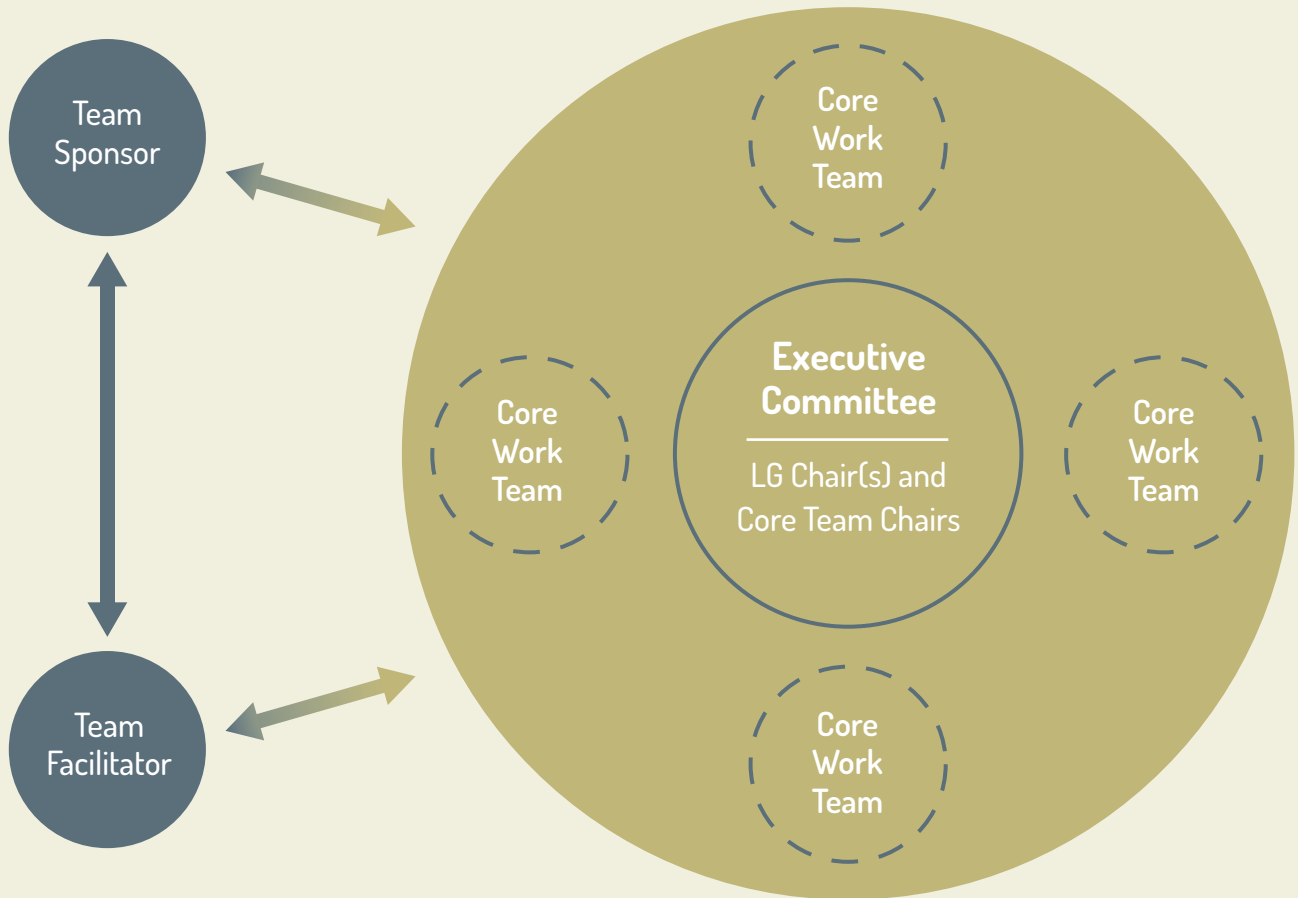 Team
Sponsor
Core
Work
Team
Core
Work
Team
Executive
Committee
LG Chair(s) and
Core Team Chairs
Core
Work
Team
Team
Facilitator
Core
Work
Team